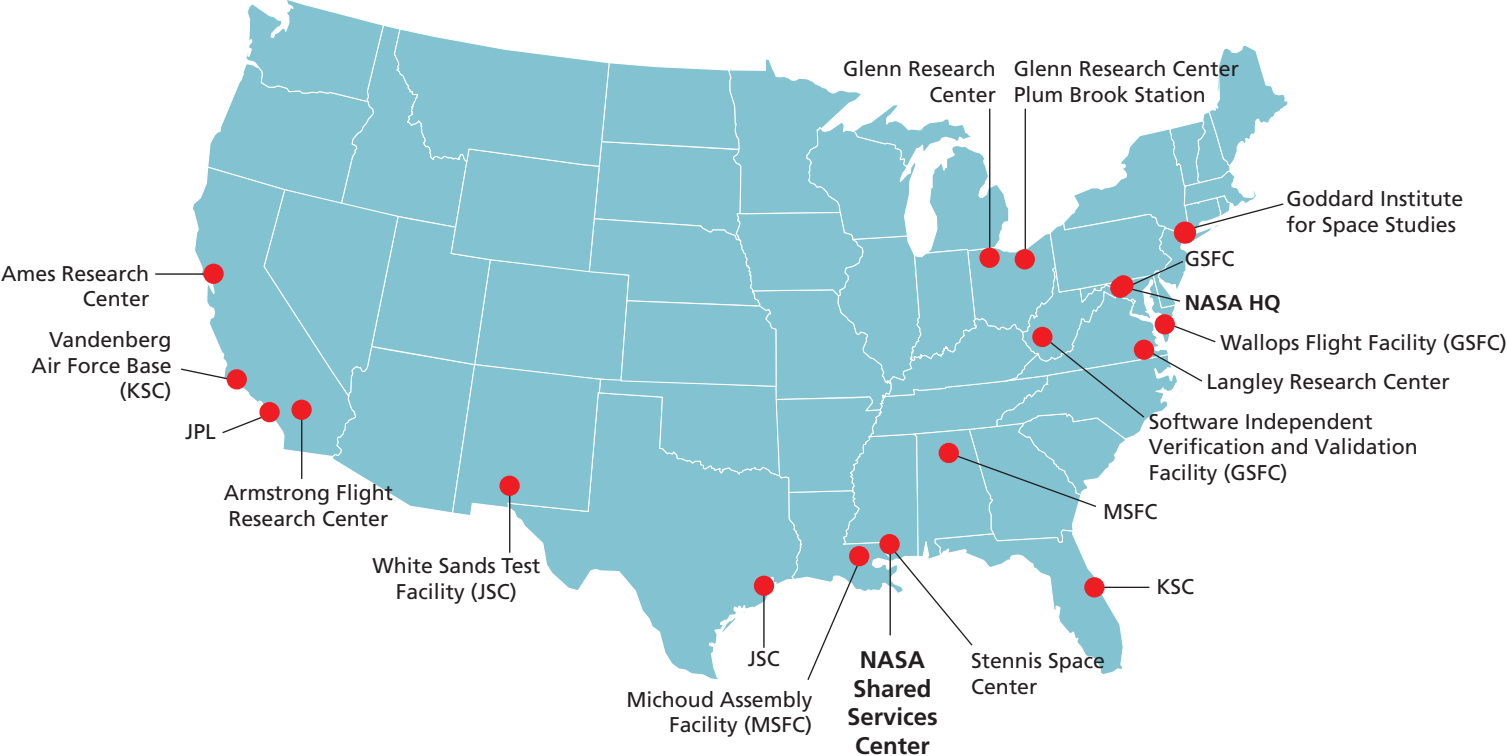 Glenn Research
Center
Glenn Research Center
Plum Brook Station
Goddard Institute
for Space Studies
GSFC
NASA HQ
Wallops Flight Facility (GSFC)
Langley Research Center
Software Independent
Verification and Validation
Facility (GSFC)
MSFC
KSC
Ames Research
Center
Vandenberg
Air Force Base
(KSC)
JPL
Armstrong Flight
Research Center
White Sands Test
Facility (JSC)
JSC
Michoud Assembly
Facility (MSFC)
NASA
Shared
Services
Center
Stennis Space
Center